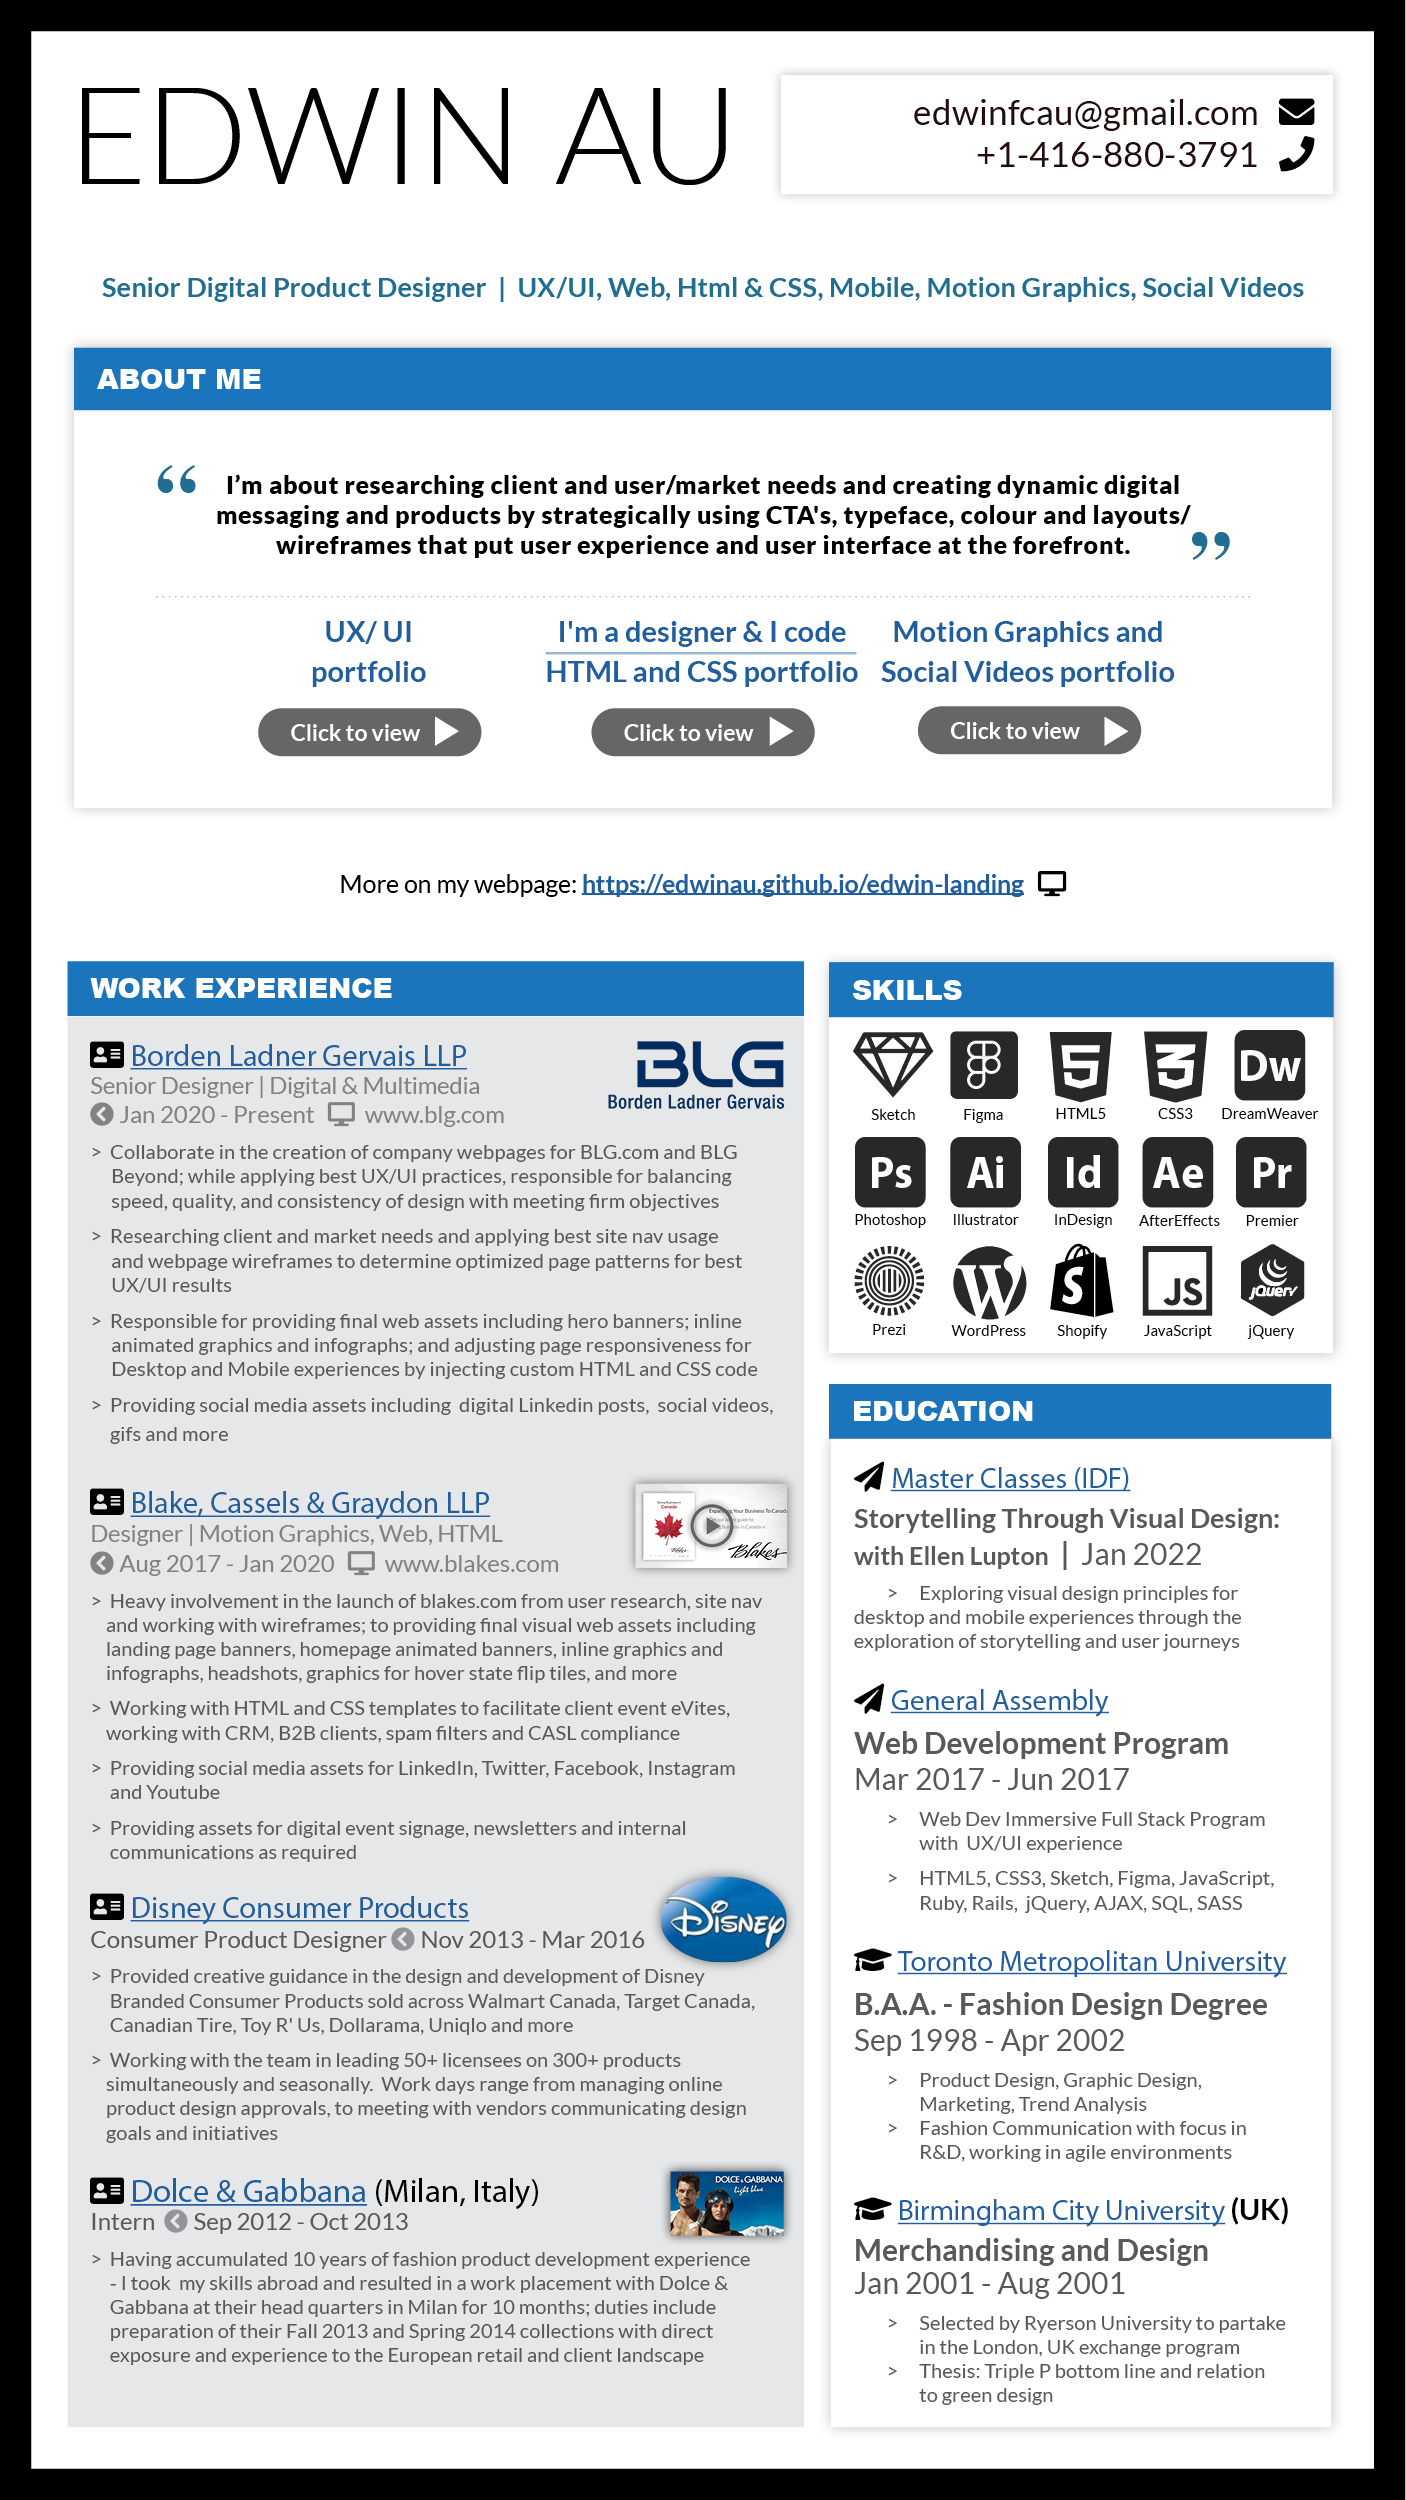 EDWIN AU
edwinfcau@gmail.com
+1-416-880-3791
Senior Digital Product Designer | UX/UI, Web, Html & CSS, Mobile, Motion Graphics, Social Videos
ABOUT ME
“ I’m about researching client and user/market needs and creating dynamic digital
messaging and products by strategically using CTA's, typeface, colour and layouts/
wireframes that put user experience and user interface at the forefront. ”
UX/ UI
portfolio
Click to view
I'm a designer & I code
HTML and CSS portfolio
Click to view
Motion Graphics and
Social Videos portfolio
Click to view
More on my webpage: https://edwinau.github.io/edwin-landing
WORK EXPERIENCE
Borden Ladner Gervais LLP
Senior Designer | Digital & Multimedia
Jan 2020 - Present www.blg.com
BLG
Borden Ladner Gervais
> Collaborate in the creation of company webpages for BLG.com and BLG
Beyond; while applying best UX/UI practices, responsible for balancing
speed, quality, and consistency of design with meeting firm objectives
> Researching client and market needs and applying best site nav usage
and webpage wireframes to determine optimized page patterns for best
UX/UI results
> Responsible for providing final web assets including hero banners; inline
animated graphics and infographs; and adjusting page responsiveness for
Desktop and Mobile experiences by injecting custom HTML and CSS code
> Providing social media assets including digital Linkedin posts, social videos,
gifs and more
Blake, Cassels & Graydon LLP
Designer | Motion Graphics, Web, HTML
Aug 2017 - Jan 2020 www.blakes.com
Canada
Your Business To Canada
Blakes
Blakes
> Heavy involvement in the launch of blakes.com from user research, site nav
and working with wireframes; to providing final visual web assets including
landing page banners, homepage animated banners, inline graphics and
infographs, headshots, graphics for hover state flip tiles, and more
> Working with HTML and CSS templates to facilitate client event eVites,
working with CRM, B2B clients, spam filters and CASL compliance
> Providing social media assets for LinkedIn, Twitter, Facebook, Instagram
and Youtube
> Providing assets for digital event signage, newsletters and internal
communications as required
Disney Consumer Products
Consumer Product Designer Nov 2013 - Mar 2016
Disney
> Provided creative guidance in the design and development of Disney
Branded Consumer Products sold across Walmart Canada, Target Canada,
Canadian Tire, Toy R' Us, Dollarama, Uniqlo and more
> Working with the team in leading 50+ licensees on 300+ products
simultaneously and seasonally. Work days range from managing online
product design approvals, to meeting with vendors communicating design
goals and initiatives
Dolce & Gabbana (Milan, Italy)
Intern Sep 2012 - Oct 2013
DOLCE & GABBANA
light blue
> Having accumulated 10 years of fashion product development experience
- I took my skills abroad and resulted in a work placement with Dolce &
Gabbana at their head quarters in Milan for 10 months; duties include
preparation of their Fall 2013 and Spring 2014 collections with direct
exposure and experience to the European retail and client landscape
SKILLS
5 3 Dw
Sketch Figma HTML5 CSS3 DreamWeaver
Ps Ai Id Ae Pr
Photoshop Illustrator InDesign AfterEffects Premier
W S JS jQuery
Prezi WordPress Shopify JavaScript jQuery
EDUCATION
Master Classes (IDF)
Storytelling Through Visual Design:
with Ellen Lupton | Jan 2022
> Exploring visual design principles for
desktop and mobile experiences through the
exploration of storytelling and user journeys
General Assembly
Web Development Program
Mar 2017 - Jun 2017
> Web Dev Immersive Full Stack Program
with UX/UI experience
> HTML5, CSS3, Sketch, Figma, JavaScript,
Ruby, Rails, jQuery, AJAX, SQL, SASS
Toronto Metropolitan University
B.A.A. - Fashion Design Degree
Sep 1998 - Apr 2002
> Product Design, Graphic Design,
Marketing, Trend Analysis
> Fashion Communication with focus in
R&D, working in agile environments
Birmingham City University (UK)
Merchandising and Design
Jan 2001 - Aug 2001
> Selected by Ryerson University to partake
in the London, UK exchange program
> Thesis: Triple P bottom line and relation
to green design